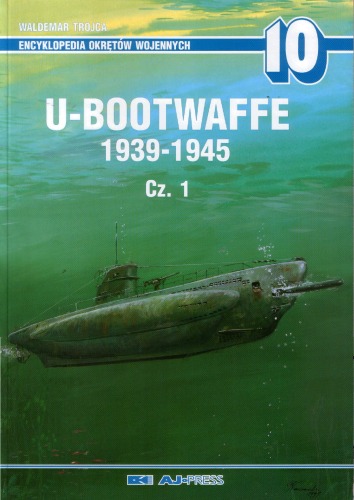 WALDEMAR TROJCA
ENCYKLOPEDIA OKRĘTÓW WOJENNYCH
10
U-BOOTWAFFE
1939-1945
Cz. 1
AJ-PRESS